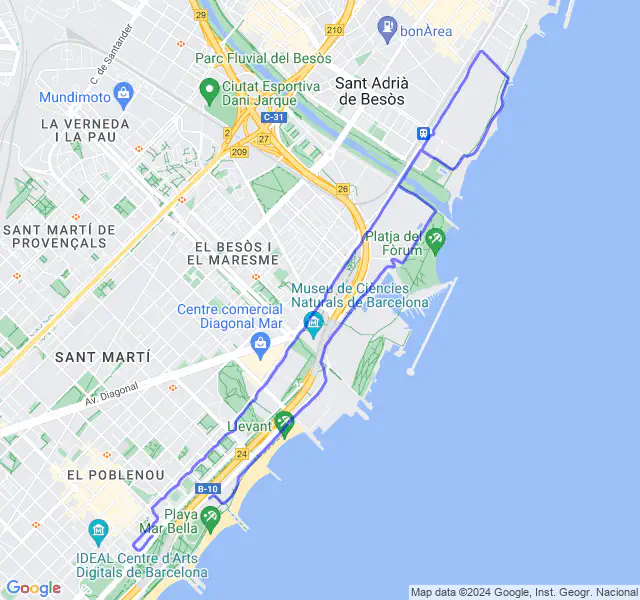 29
210
bonÀrea
C. de Santander
Parc Fluvial del Besòs
Sant Adrià
de Besòs
Ciutat Esportiva
Dani Jarque
Mundimoto
C-31
LA VERNEDA
I LA PAU
2
27
209
26
SANT MARTÍ DE
PROVENÇALS
EL BESÒS I
EL MARESME
Platja del
Fòrum
Museu de Ciències
Naturals de Barcelona
Centre comercial
Diagonal Mar
SANT MARTÍ
Av. Diagonal
Llevant
24
EL POBLENOU
B-10
Playa
Mar Bella
IDEAL Centre d'Arts
Digitals de Barcelona
Google
Map data ©2024 Google, Inst. Geogr. Nacional